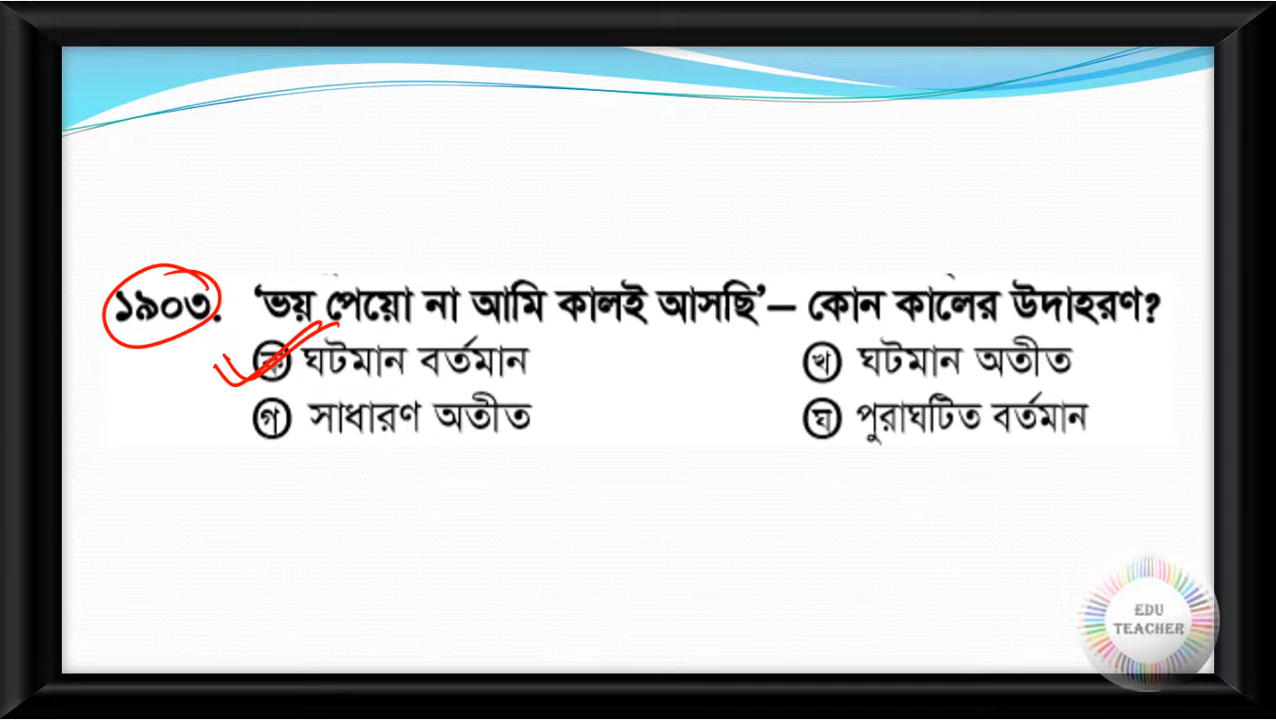 ১৯০৩. ‘ভয় পেয়ো না আমি কালই আসছি’– কোন কালের উদাহরণ?
ক ঘটমান বর্তমান খ ঘটমান অতীত
গ সাধারণ অতীত ঘ পুরাঘটিত বর্তমান
EDU
TEACHER